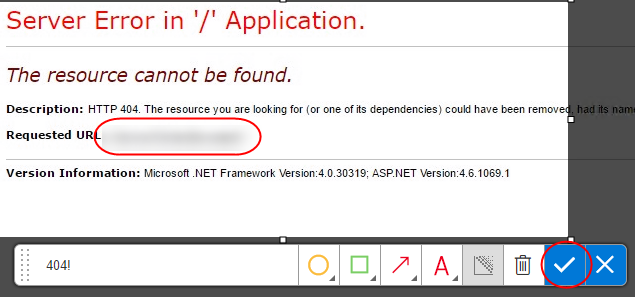 Server Error in '/' Application.
The resource cannot be found.
Description: HTTP 404. The resource you are looking for (or one of its dependencies) could have been removed, had its name
Requested URL
Version Information: Microsoft .NET Framework Version:4.0.30319; ASP.NET Version:4.6.1069.1
404!
A